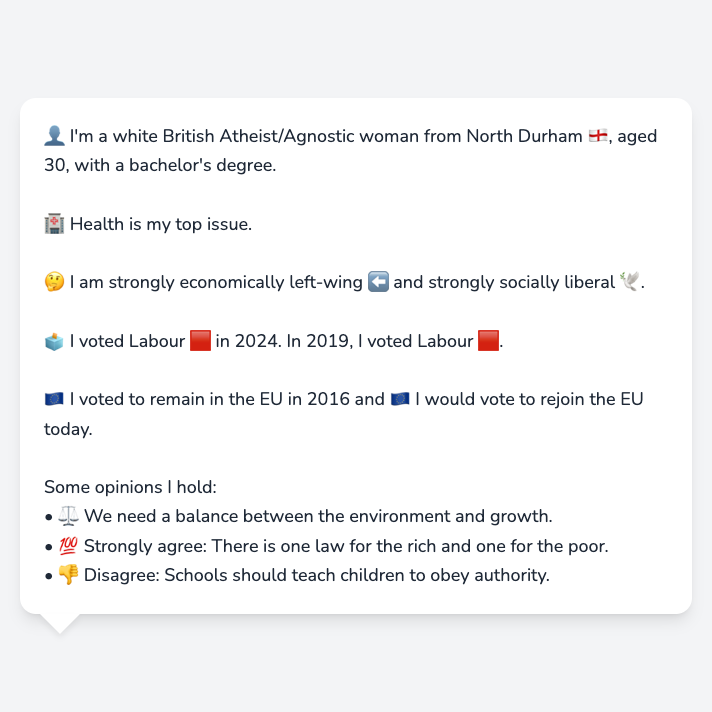 👤 I'm a white British Atheist/Agnostic woman from North Durham 🏴󠁧󠁢󠁥󠁮󠁧󠁿, aged
30, with a bachelor's degree.
🏥 Health is my top issue.
🤔 I am strongly economically left-wing ⬅️ and strongly socially liberal 🕊️.
🗳️ I voted Labour 🟥 in 2024. In 2019, I voted Labour 🟥.
🇪🇺 I voted to remain in the EU in 2016 and 🇪🇺 I would vote to rejoin the EU
today.
Some opinions I hold:
• ⚖️ We need a balance between the environment and growth.
• 💯 Strongly agree: There is one law for the rich and one for the poor.
• 👎 Disagree: Schools should teach children to obey authority.